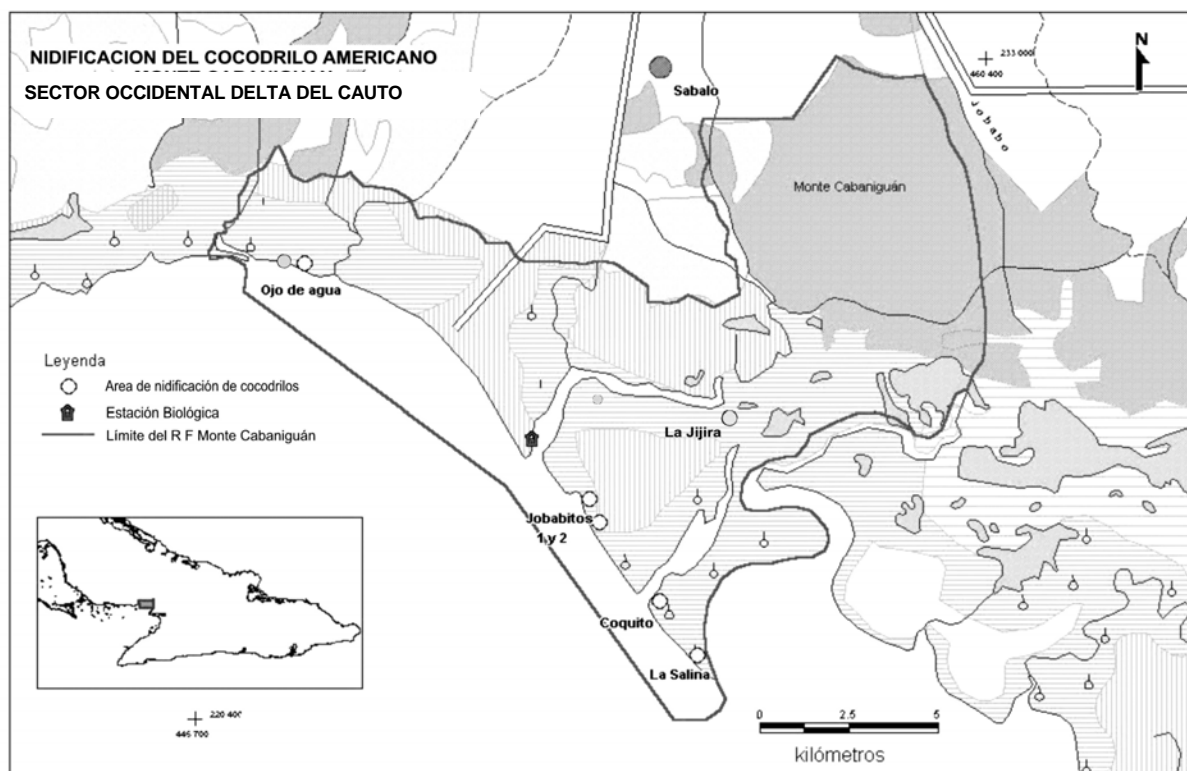 NIDIFICACION DEL COCODRILO AMERICANO
SECTOR OCCIDENTAL DELTA DEL CAUTO
233 000
460 400
N
Sabalo
Jobabo
Monte Cabaniguán
Ojo de agua
Leyenda
Area de nidificación de cocodrilos
Estación Biológica
Límite del R F Monte Cabaniguán
La Jijira
Jobabitos
1 y 2
Coquito
La Salina
220 400
446 700
0 2.5 5
kilómetros